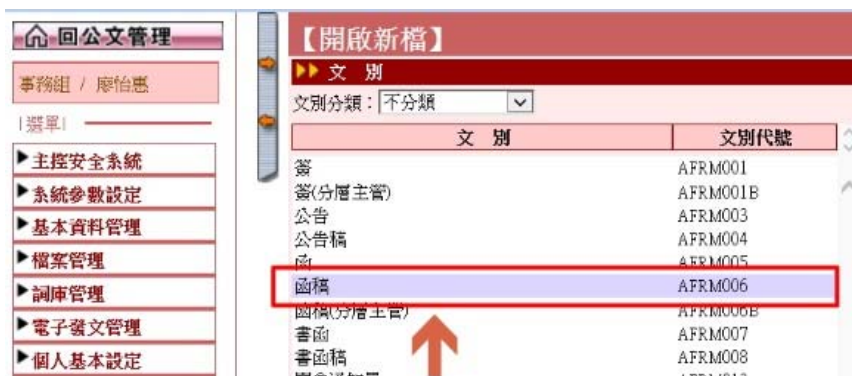 回公文管理
事務組 / 廖怡惠
|選單|
主控安全系統
系統參數設定
基本資料管理
檔案管理
詞庫管理
電子發文管理
個人基本設定
【開啟新檔】
文 別
文別分類：不分類
文 別 文別代號
簽 AFRM001
簽(分層主管) AFRM001B
公告 AFRM003
公告稿 AFRM004
函 AFRM005
函稿 AFRM006
函稿(分層主管) AFRM006B
書函 AFRM007
書函稿 AFRM008